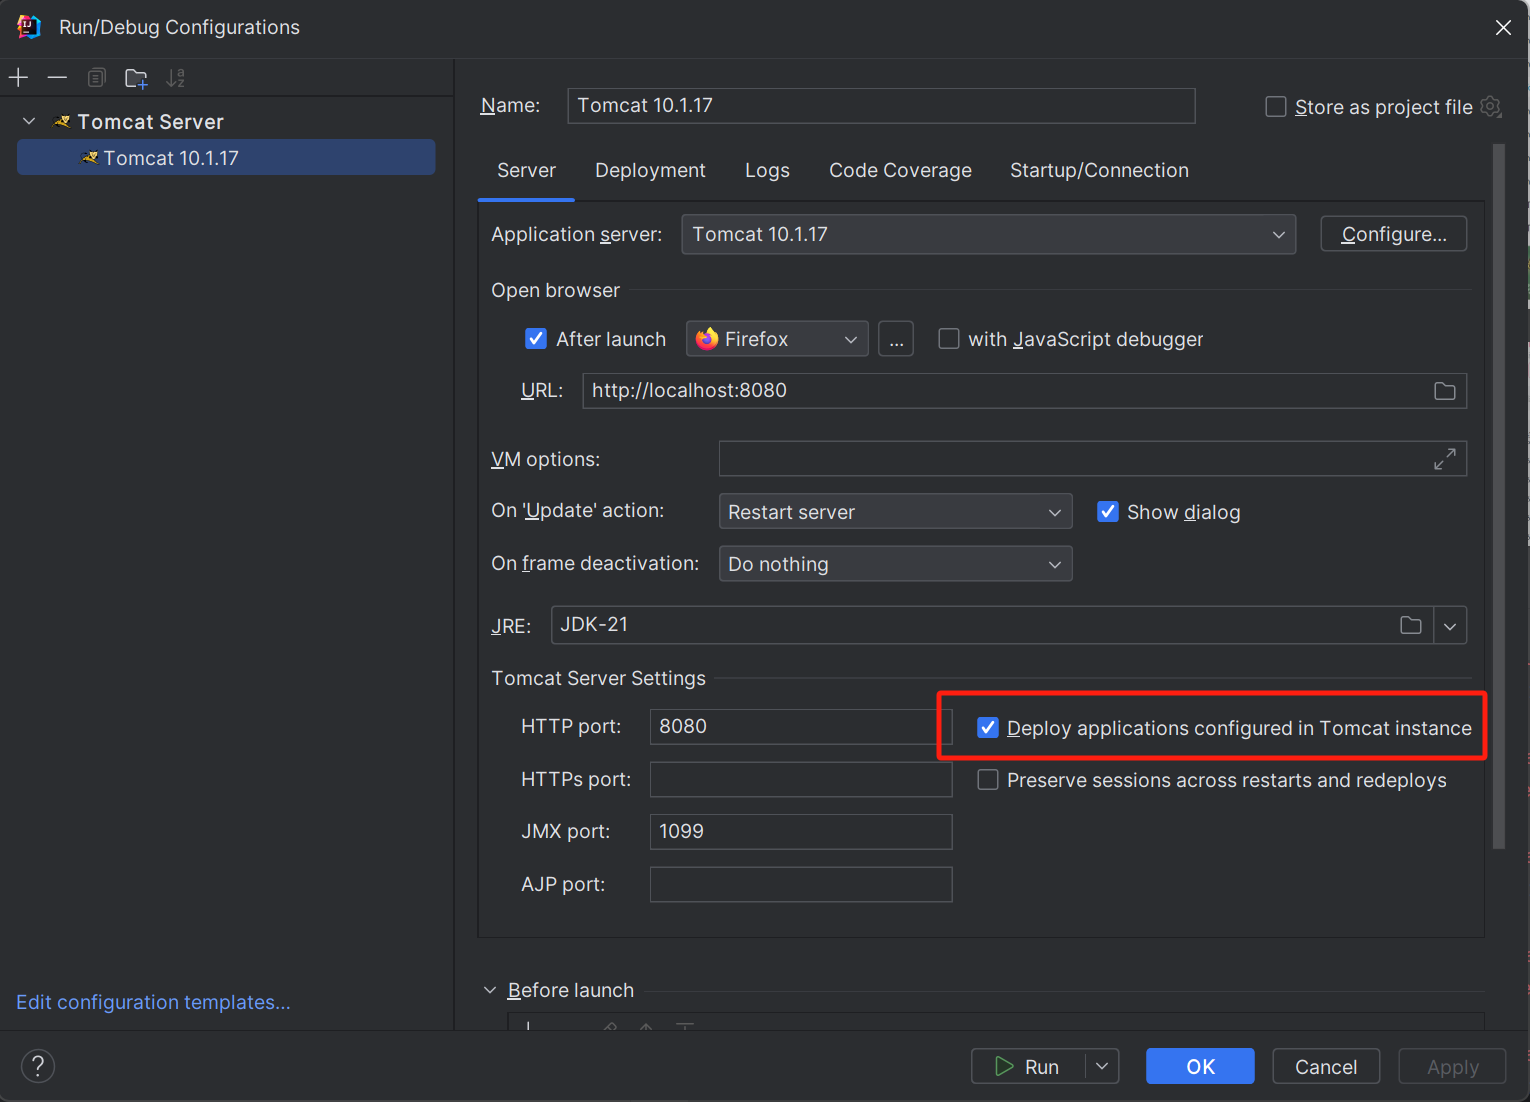 Run/Debug Configurations
Tomcat Server
Tomcat 10.1.17
Edit configuration templates...
Name: Tomcat 10.1.17 Store as project file
Server Deployment Logs Code Coverage Startup/Connection
Application server: Tomcat 10.1.17 Configure...
Open browser
After launch Firefox ... with JavaScript debugger
URL: http://localhost:8080
VM options:
On 'Update' action: Restart server Show dialog
On frame deactivation: Do nothing
JRE: JDK-21
Tomcat Server Settings
HTTP port: 8080 Deploy applications configured in Tomcat instance
HTTPs port: Preserve sessions across restarts and redeploys
JMX port: 1099
AJP port:
Before launch
? Run OK Cancel Apply